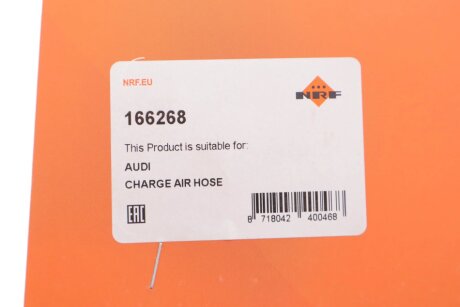 NRF.EU
NRF
166268
This Product is suitable for:
AUDI
CHARGE AIR HOSE
EAC
8 718042 400468